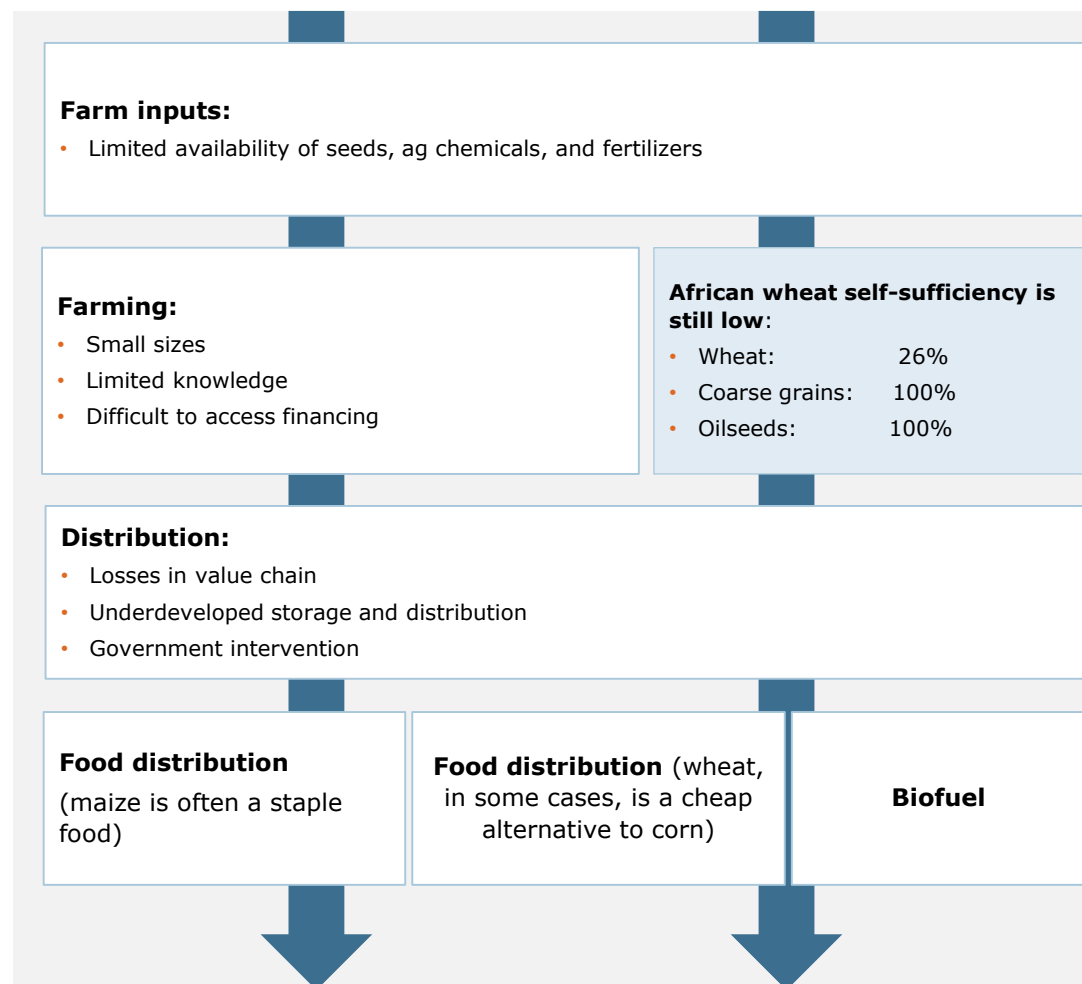 Farm inputs:
• Limited availability of seeds, ag chemicals, and fertilizers
Farming:
• Small sizes
• Limited knowledge
• Difficult to access financing
African wheat self-sufficiency is
still low:
• Wheat: 26%
• Coarse grains: 100%
• Oilseeds: 100%
Distribution:
• Losses in value chain
• Underdeveloped storage and distribution
• Government intervention
Food distribution
(maize is often a staple
food)
Food distribution (wheat,
in some cases, is a cheap
alternative to corn)
Biofuel